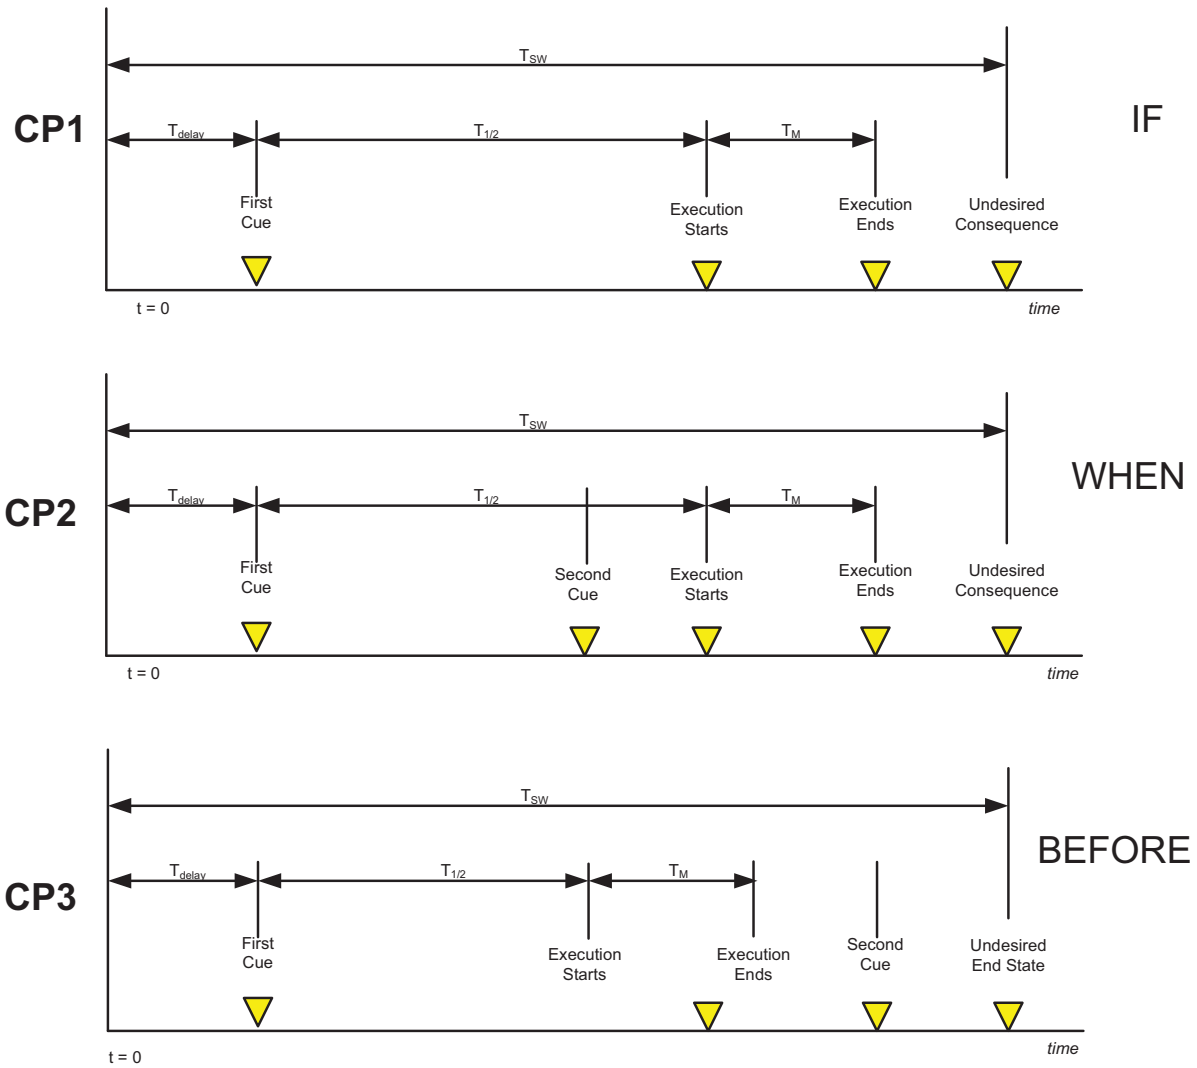 T_SW
CP1
IF
T_delay
T_1/2
T_M
First
Cue
Execution
Starts
Execution
Ends
Undesired
Consequence
t = 0
time
T_SW
CP2
WHEN
T_delay
T_1/2
T_M
First
Cue
Second
Cue
Execution
Starts
Execution
Ends
Undesired
Consequence
t = 0
time
T_SW
CP3
BEFORE
T_delay
T_1/2
T_M
First
Cue
Execution
Starts
Execution
Ends
Second
Cue
Undesired
End State
t = 0
time